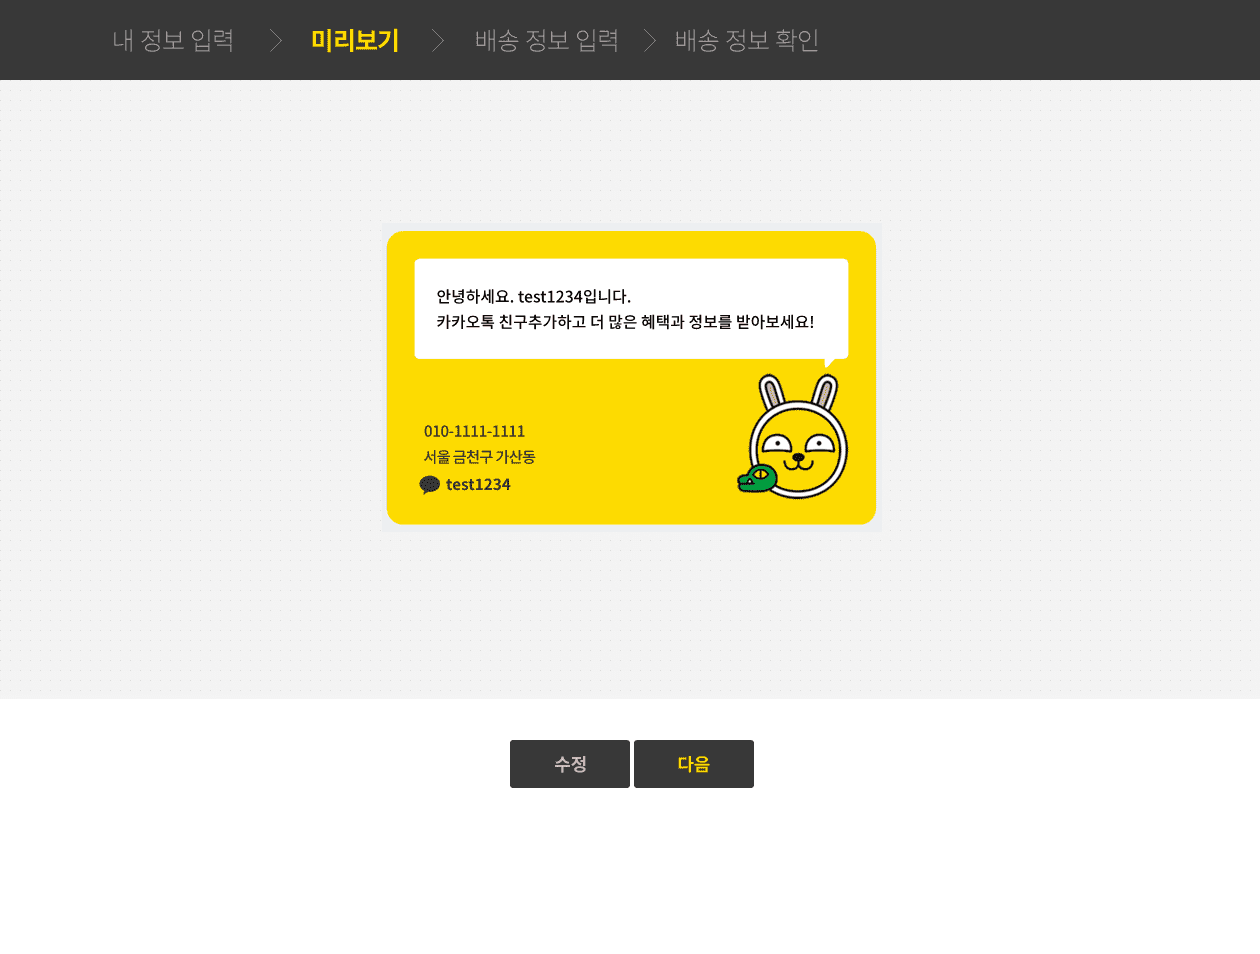 내 정보 입력 > 미리보기 > 배송 정보 입력 > 배송 정보 확인
안녕하세요. test1234입니다.
카카오톡 친구추가하고 더 많은 혜택과 정보를 받아보세요!
010-1111-1111
서울 금천구 가산동
test1234
수정 다음